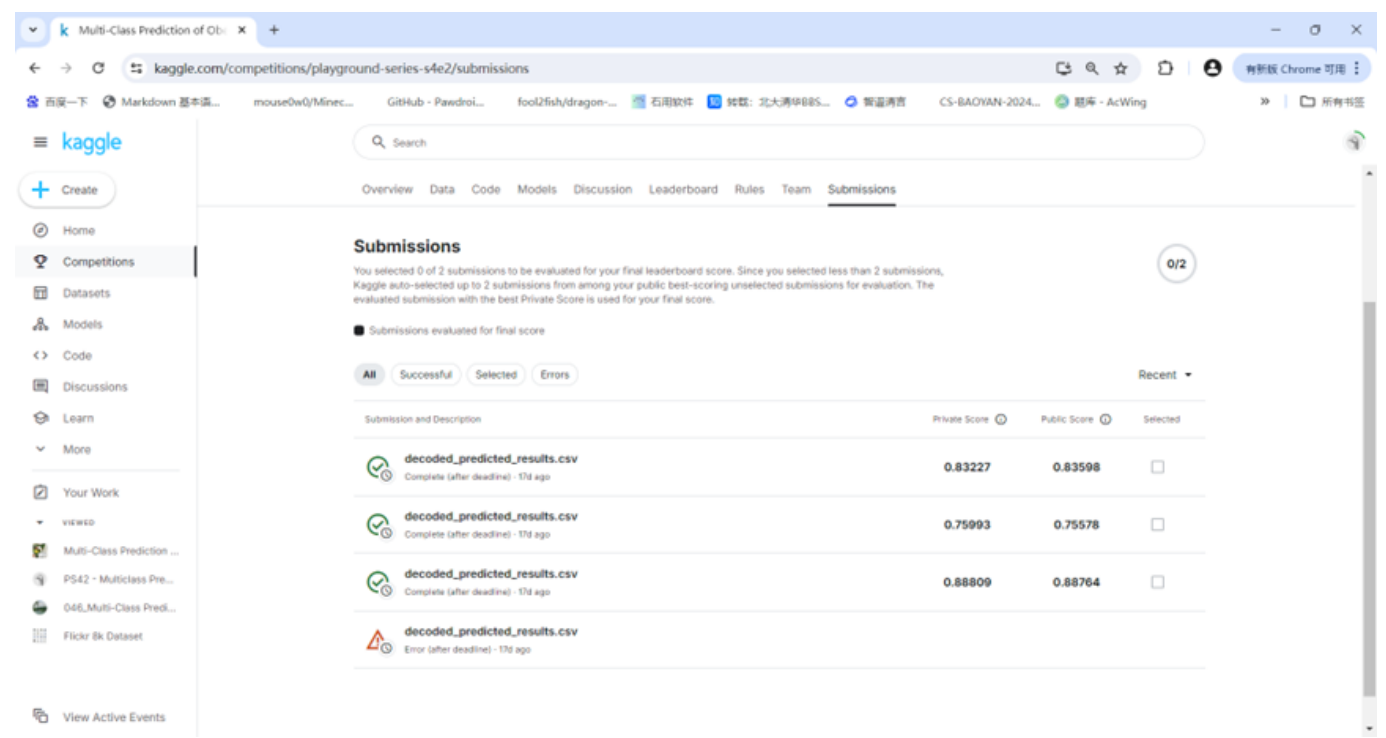 k Multi-Class Prediction of Ob
kaggle.com/competitions/playground-series-s4e2/submissions
有新版 Chrome 可用
百度一下 Markdown 基本语... mouse0w0/Minec... GitHub - Pawdroi... fool2fish/dragon-... 石用软件 知 转载：北大清华BBS... CS-BAOYAN-2024... 题库 - AcWing » 所有书签
kaggle
Search
Create
Overview Data Code Models Discussion Leaderboard Rules Team Submissions
Home
Competitions
Datasets
Models
Code
Discussions
Learn
More
Your Work
VIEWED
Multi-Class Prediction ...
PS42 - Multiclass Pre...
046_Multi-Class Predi...
Flickr 8k Dataset
View Active Events
Submissions
0/2
You selected 0 of 2 submissions to be evaluated for your final leaderboard score. Since you selected less than 2 submissions,
Kaggle auto-selected up to 2 submissions from among your public best-scoring unselected submissions for evaluation. The
evaluated submission with the best Private Score is used for your final score.
Submissions evaluated for final score
All Successful Selected Errors
Recent
Submission and Description Private Score Public Score Selected
decoded_predicted_results.csv
Complete (after deadline) · 17d ago
0.83227 0.83598
decoded_predicted_results.csv
Complete (after deadline) · 17d ago
0.75993 0.75578
decoded_predicted_results.csv
Complete (after deadline) · 17d ago
0.88809 0.88764
decoded_predicted_results.csv
Error (after deadline) · 17d ago